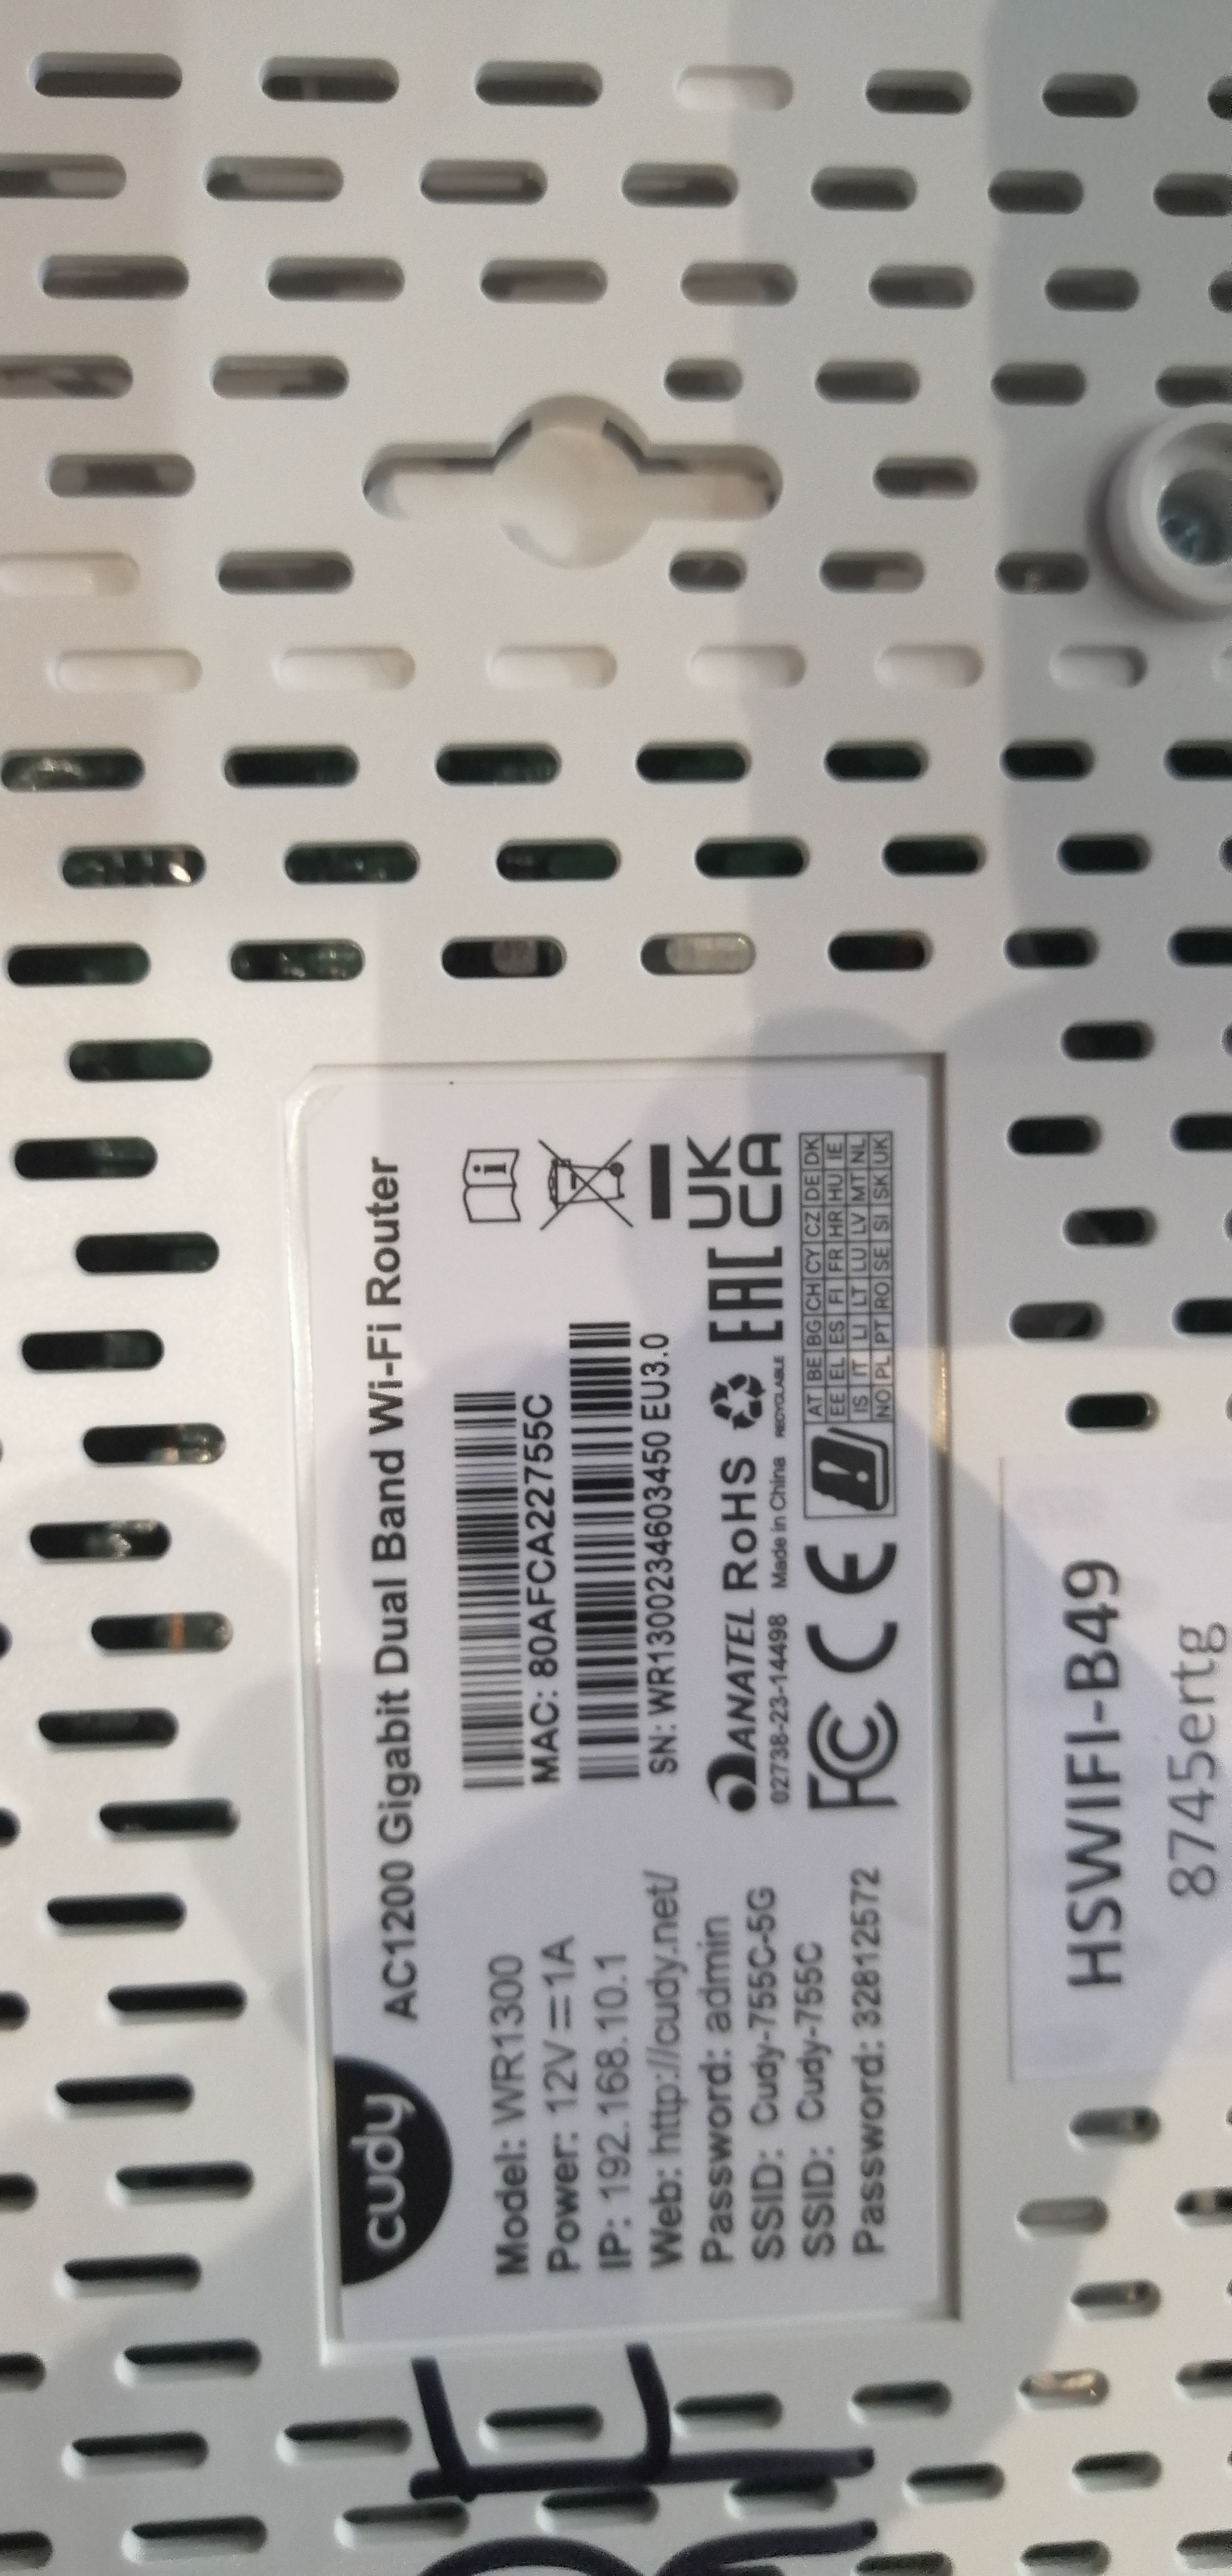 cudy
AC1200 Gigabit Dual Band Wi-Fi Router
Model: WR1300
Power: 12V⎓1A
IP: 192.168.10.1
Web: http://cudy.net/
Password: admin
SSID: Cudy-755C-5G
SSID: Cudy-755C
Password: 32812572
MAC: 80AFCA22755C
SN: WR1300234603450 EU3.0
ANATEL RoHS
RECYCLABLE
EAC
UK
CA
02738-23-14498 Made in China
FC CE
AT BE BG CH CY CZ DE DK
EE EL ES FI FR HR HU IE
IS IT LI LT LU LV MT NL
NO PL PT RO SE SI SK UK
HSWIFI-B49
8745ertg